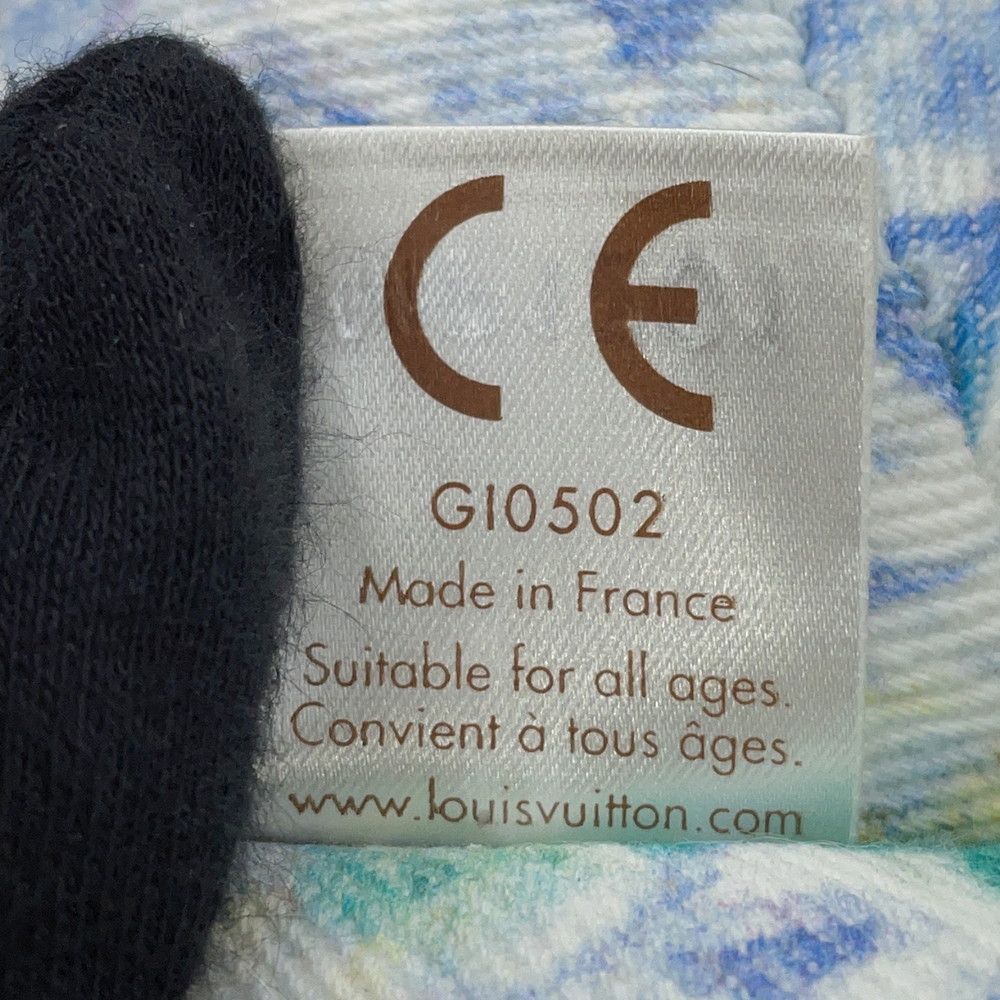 CE
GI0502
Made in France
Suitable for all ages.
Convient à tous âges.
www.louisvuitton.com